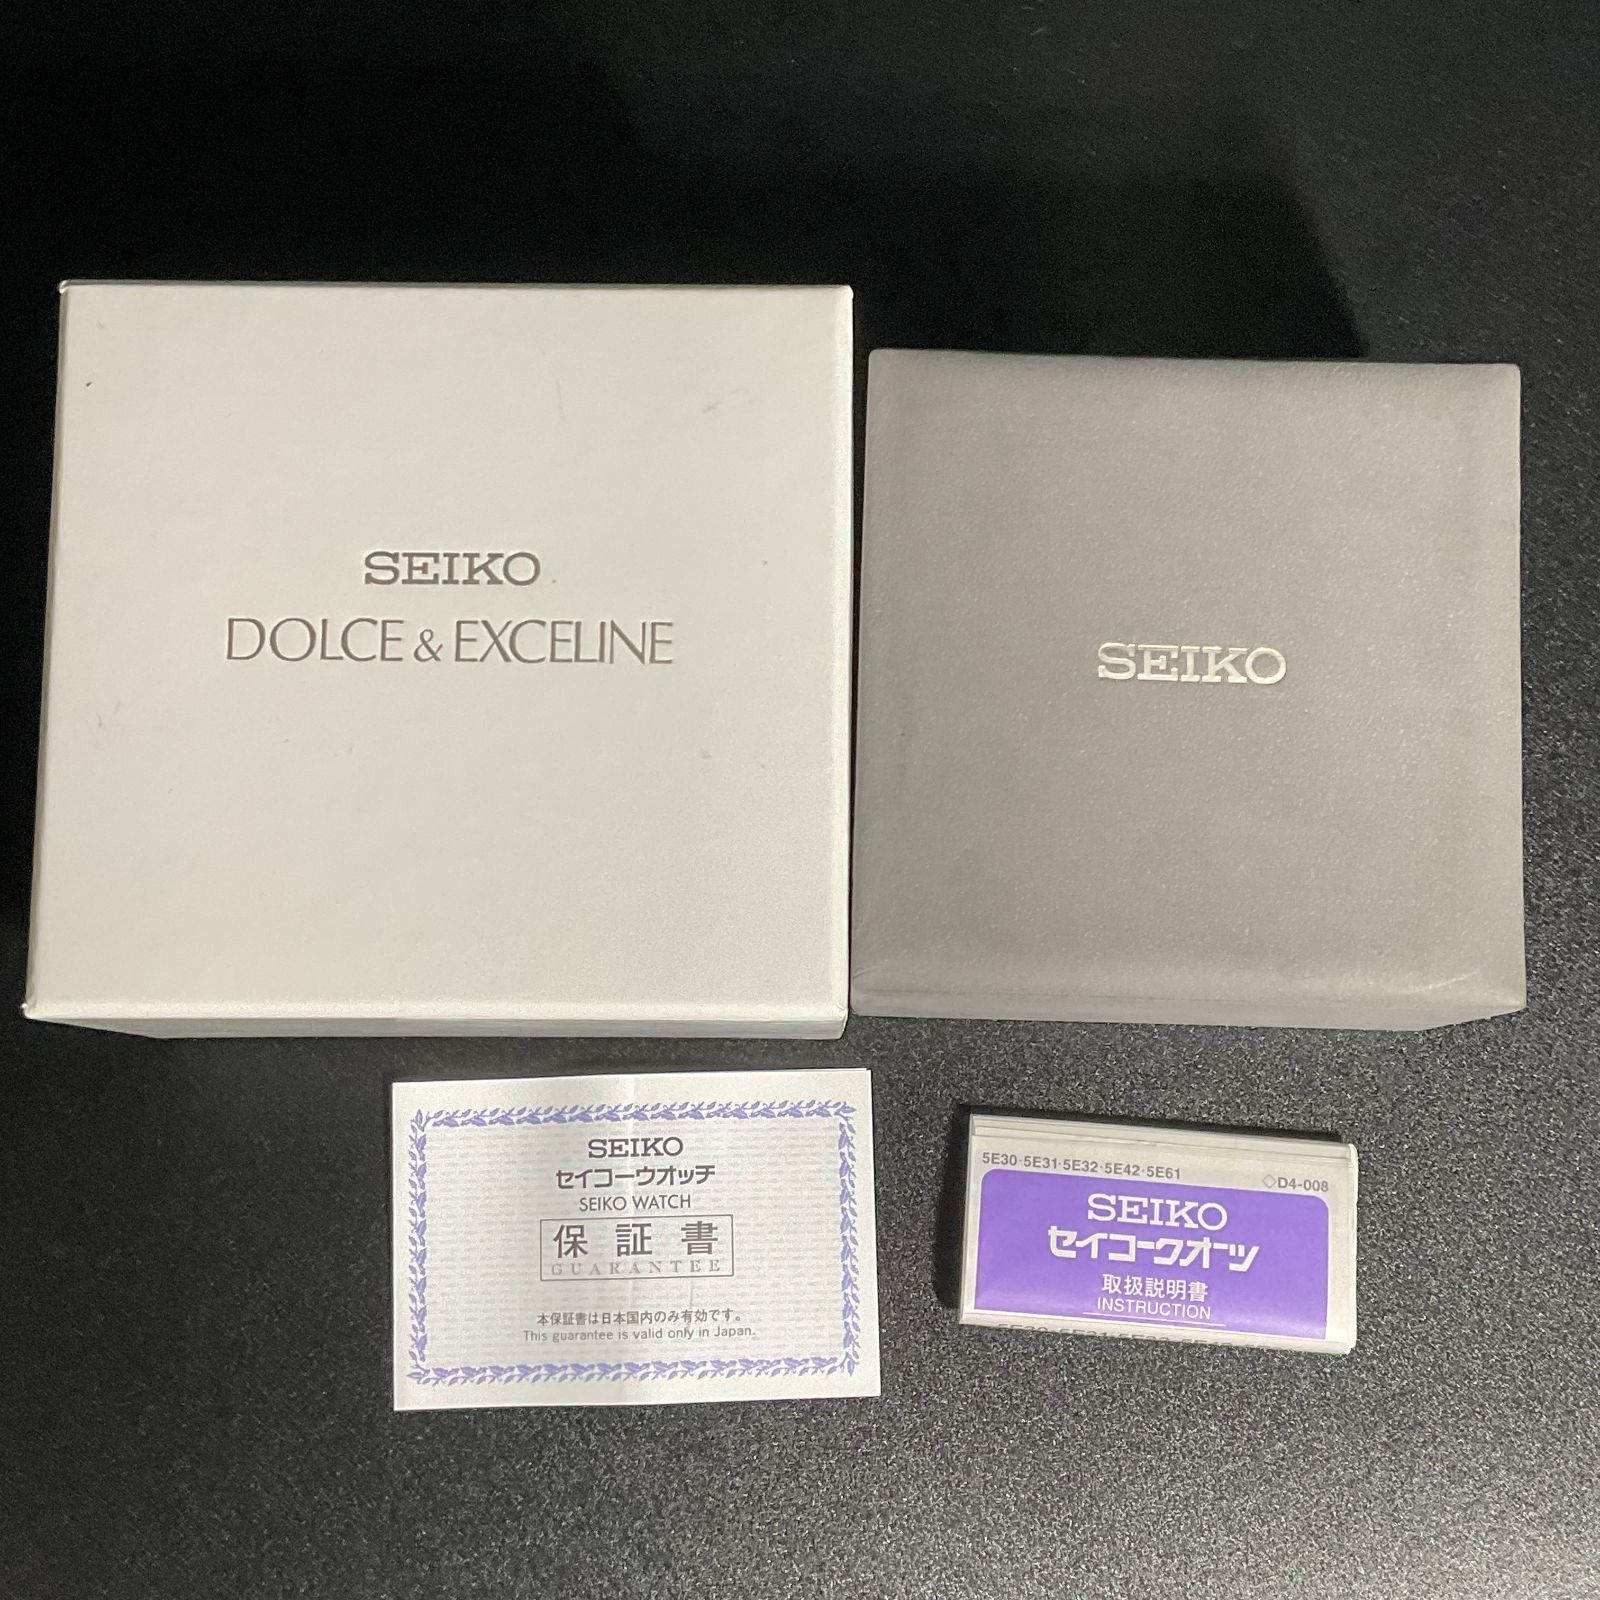 SEIKO
DOLCE & EXCELINE
SEIKO
SEIKO
セイコーウオッチ
SEIKO WATCH
保証書
GUARANTEE
本保証書は日本国内のみ有効です。
This guarantee is valid only in Japan.
5E30·5E31·5E32·5E42·5E61
◇D4-008
SEIKO
セイコークオーツ
取扱説明書
INSTRUCTION